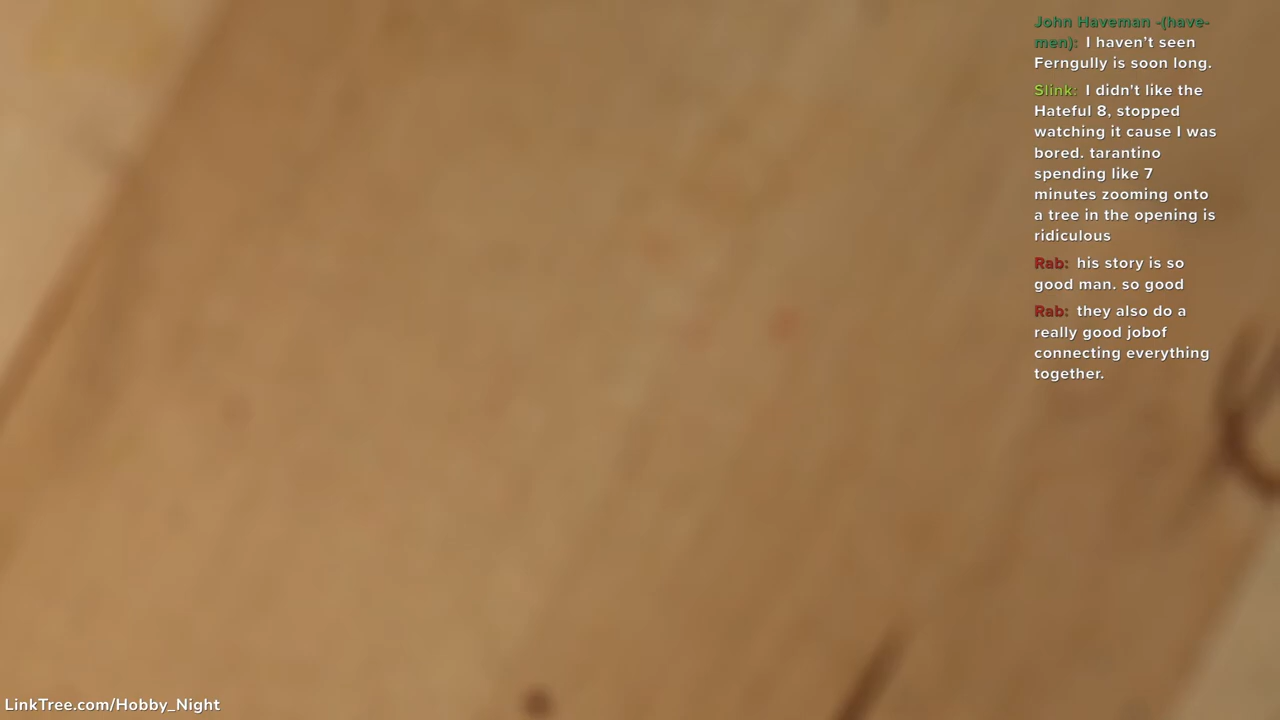 John Haveman -(have-
men): I haven't seen
Ferngully is soon long.
Slink: I didn't like the
Hateful 8, stopped
watching it cause I was
bored. tarantino
spending like 7
minutes zooming onto
a tree in the opening is
ridiculous
Rab: his story is so
good man. so good
Rab: they also do a
really good jobof
connecting everything
together.
LinkTree.com/Hobby_Night